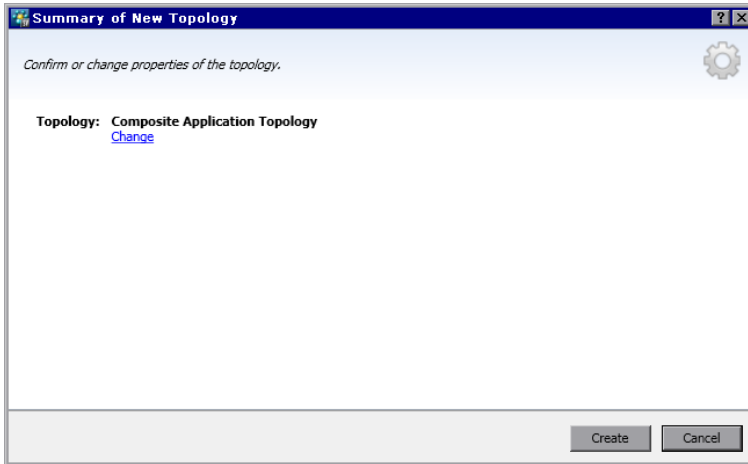 Summary of New Topology
Confirm or change properties of the topology.
Topology: Composite Application Topology
Change
Create Cancel